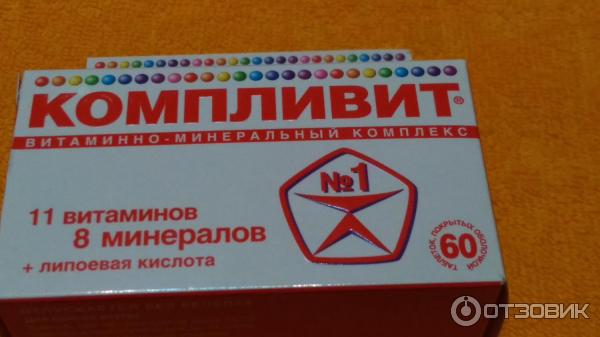 КОМПЛИВИТ®
ВИТАМИННО-МИНЕРАЛЬНЫЙ КОМПЛЕКС
№1
11 витаминов
8 минералов
+ липоевая кислота
60
ТАБЛЕТОК, ПОКРЫТЫХ ОБОЛОЧКОЙ
ОТЗОВИК